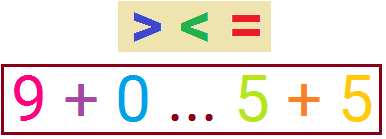 > < =
9 + 0 ... 5 + 5